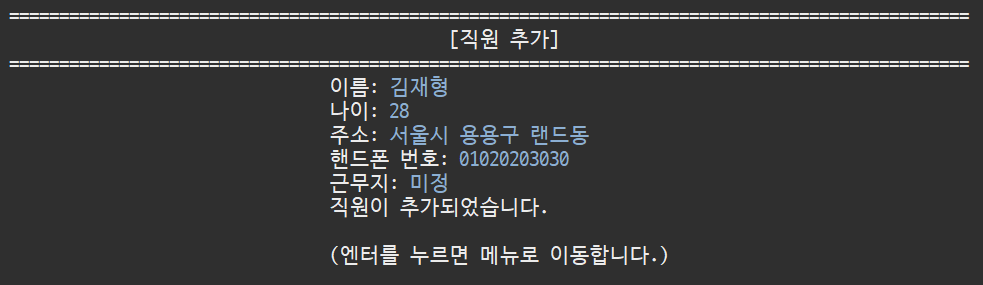 ================================================================================================
[직원 추가]
================================================================================================
이름: 김재형
나이: 28
주소: 서울시 용용구 랜드동
핸드폰 번호: 01020203030
근무지: 미정
직원이 추가되었습니다.
(엔터를 누르면 메뉴로 이동합니다.)